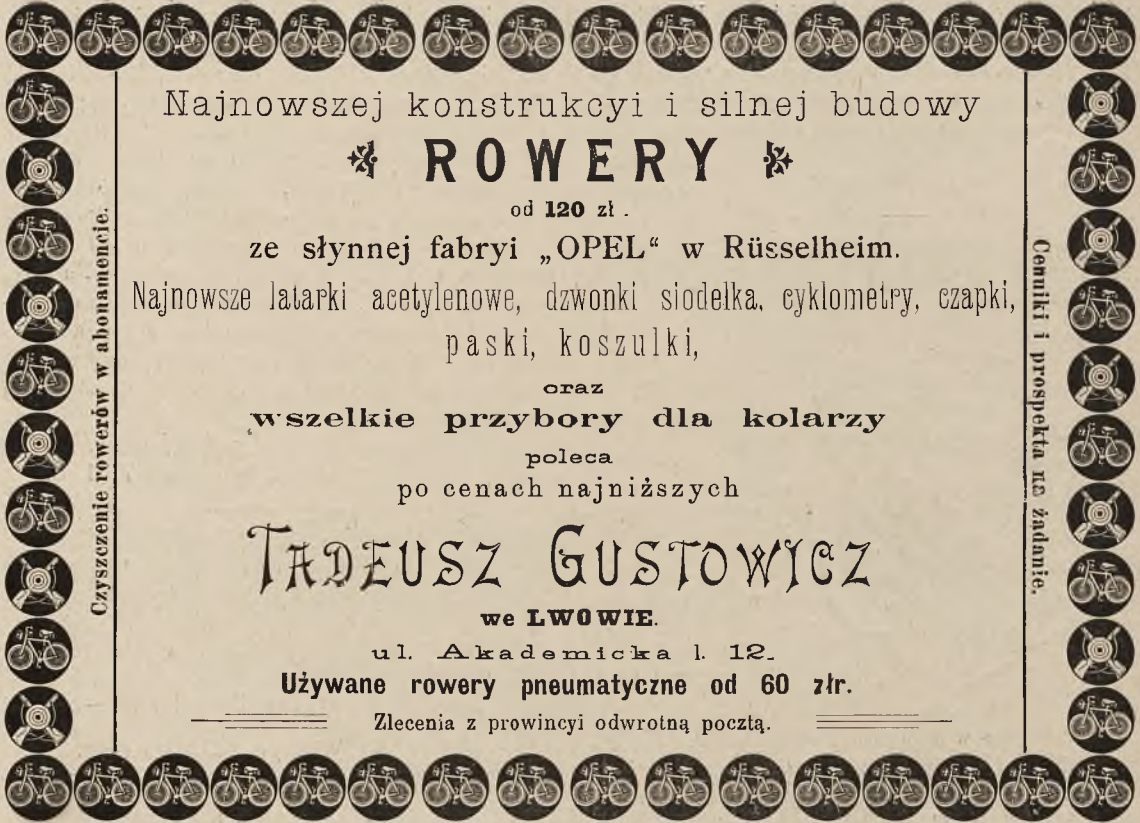 Najnowszej konstrukcyi i silnej budowy
ROWERY
od 120 zł .
ze słynnej fabryi „OPEL“ w Rüsselheim.
Najnowsze latarki acetylenowe, dzwonki siodełka, cyklometry, czapki,
paski, koszulki,
oraz
wszelkie przybory dla kolarzy
poleca
po cenach najniższych
TADEUSZ GUSTOWICZ
we LWOWIE.
ul. Akademicka l. 12.
Używane rowery pneumatyczne od 60 złr.
Zlecenia z prowincyi odwrotną pocztą.
Czyszczenie rowerów w abonamencie.
Cenniki i prospekta na żądanie.